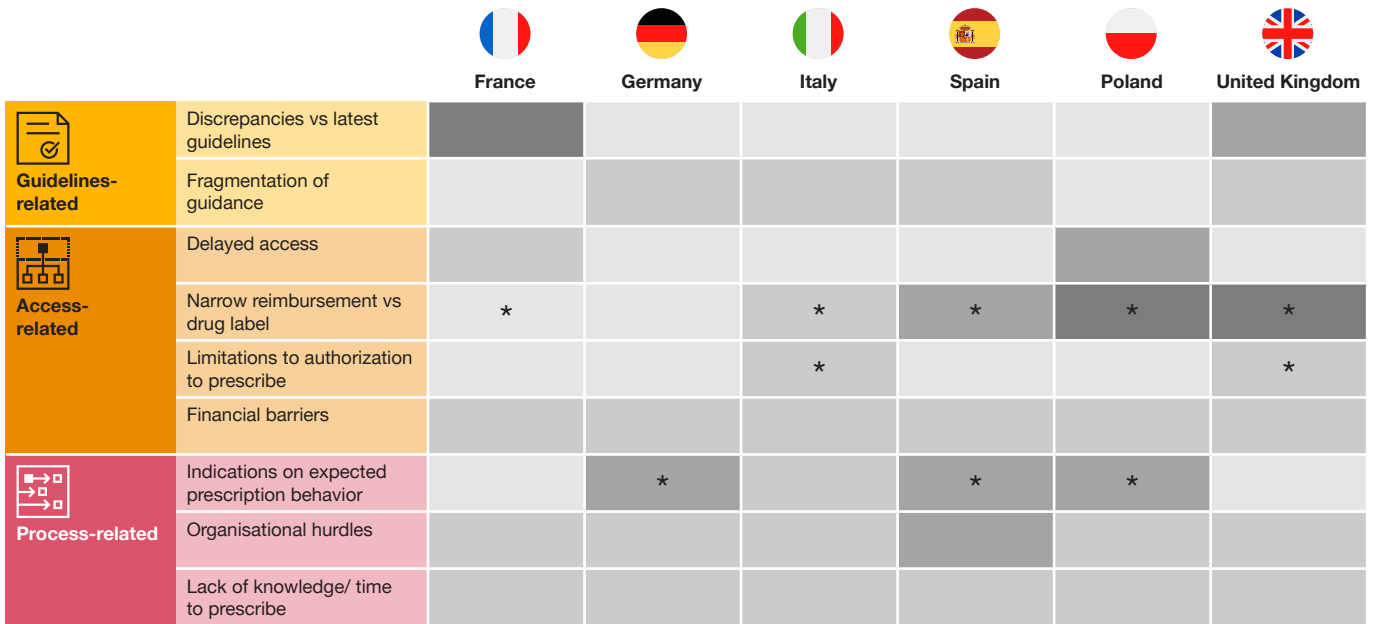 France
Germany
Italy
Spain
Poland
United Kingdom
Guidelines-
related
Discrepancies vs latest
guidelines
Fragmentation of
guidance
Access-
related
Delayed access
Narrow reimbursement vs
drug label
* * * * *
Limitations to authorization
to prescribe
* *
Financial barriers
Process-related
Indications on expected
prescription behavior
* * *
Organisational hurdles
Lack of knowledge/ time
to prescribe